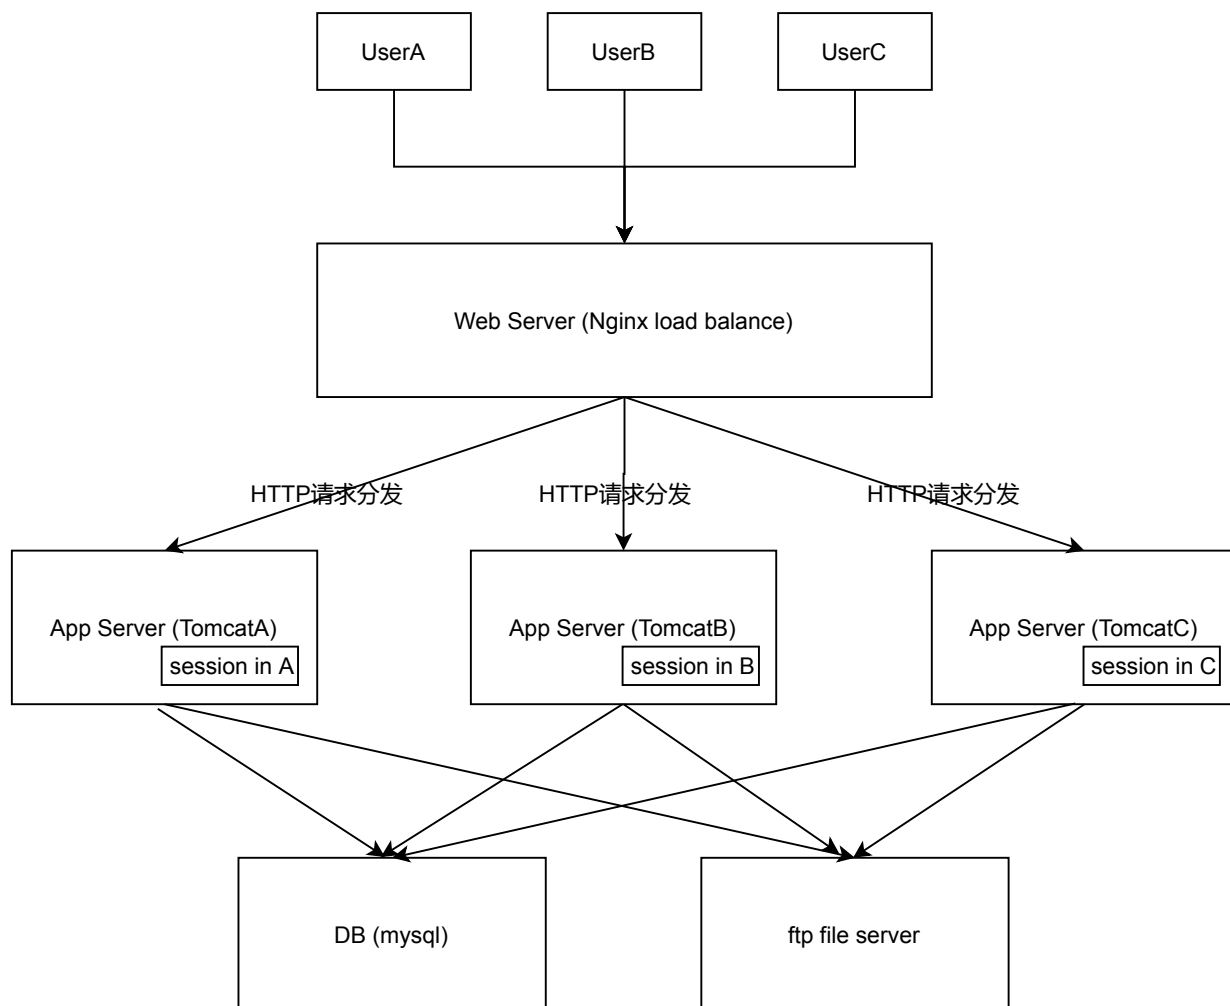 UserA
UserB
UserC
Web Server (Nginx load balance)
HTTP请求分发
HTTP请求分发
HTTP请求分发
App Server (TomcatA)
session in A
App Server (TomcatB)
session in B
App Server (TomcatC)
session in C
DB (mysql)
ftp file server